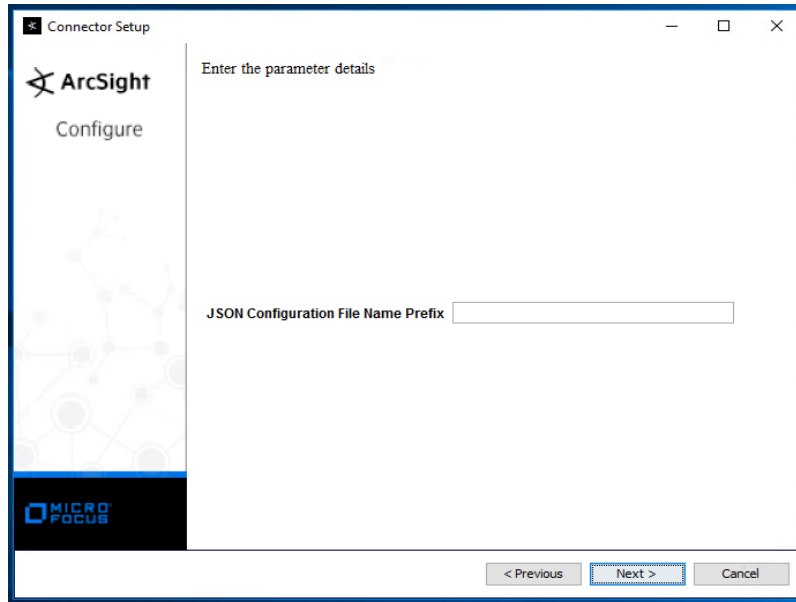 Connector Setup
ArcSight
Configure
Enter the parameter details
JSON Configuration File Name Prefix
MICRO
FOCUS
< Previous
Next >
Cancel